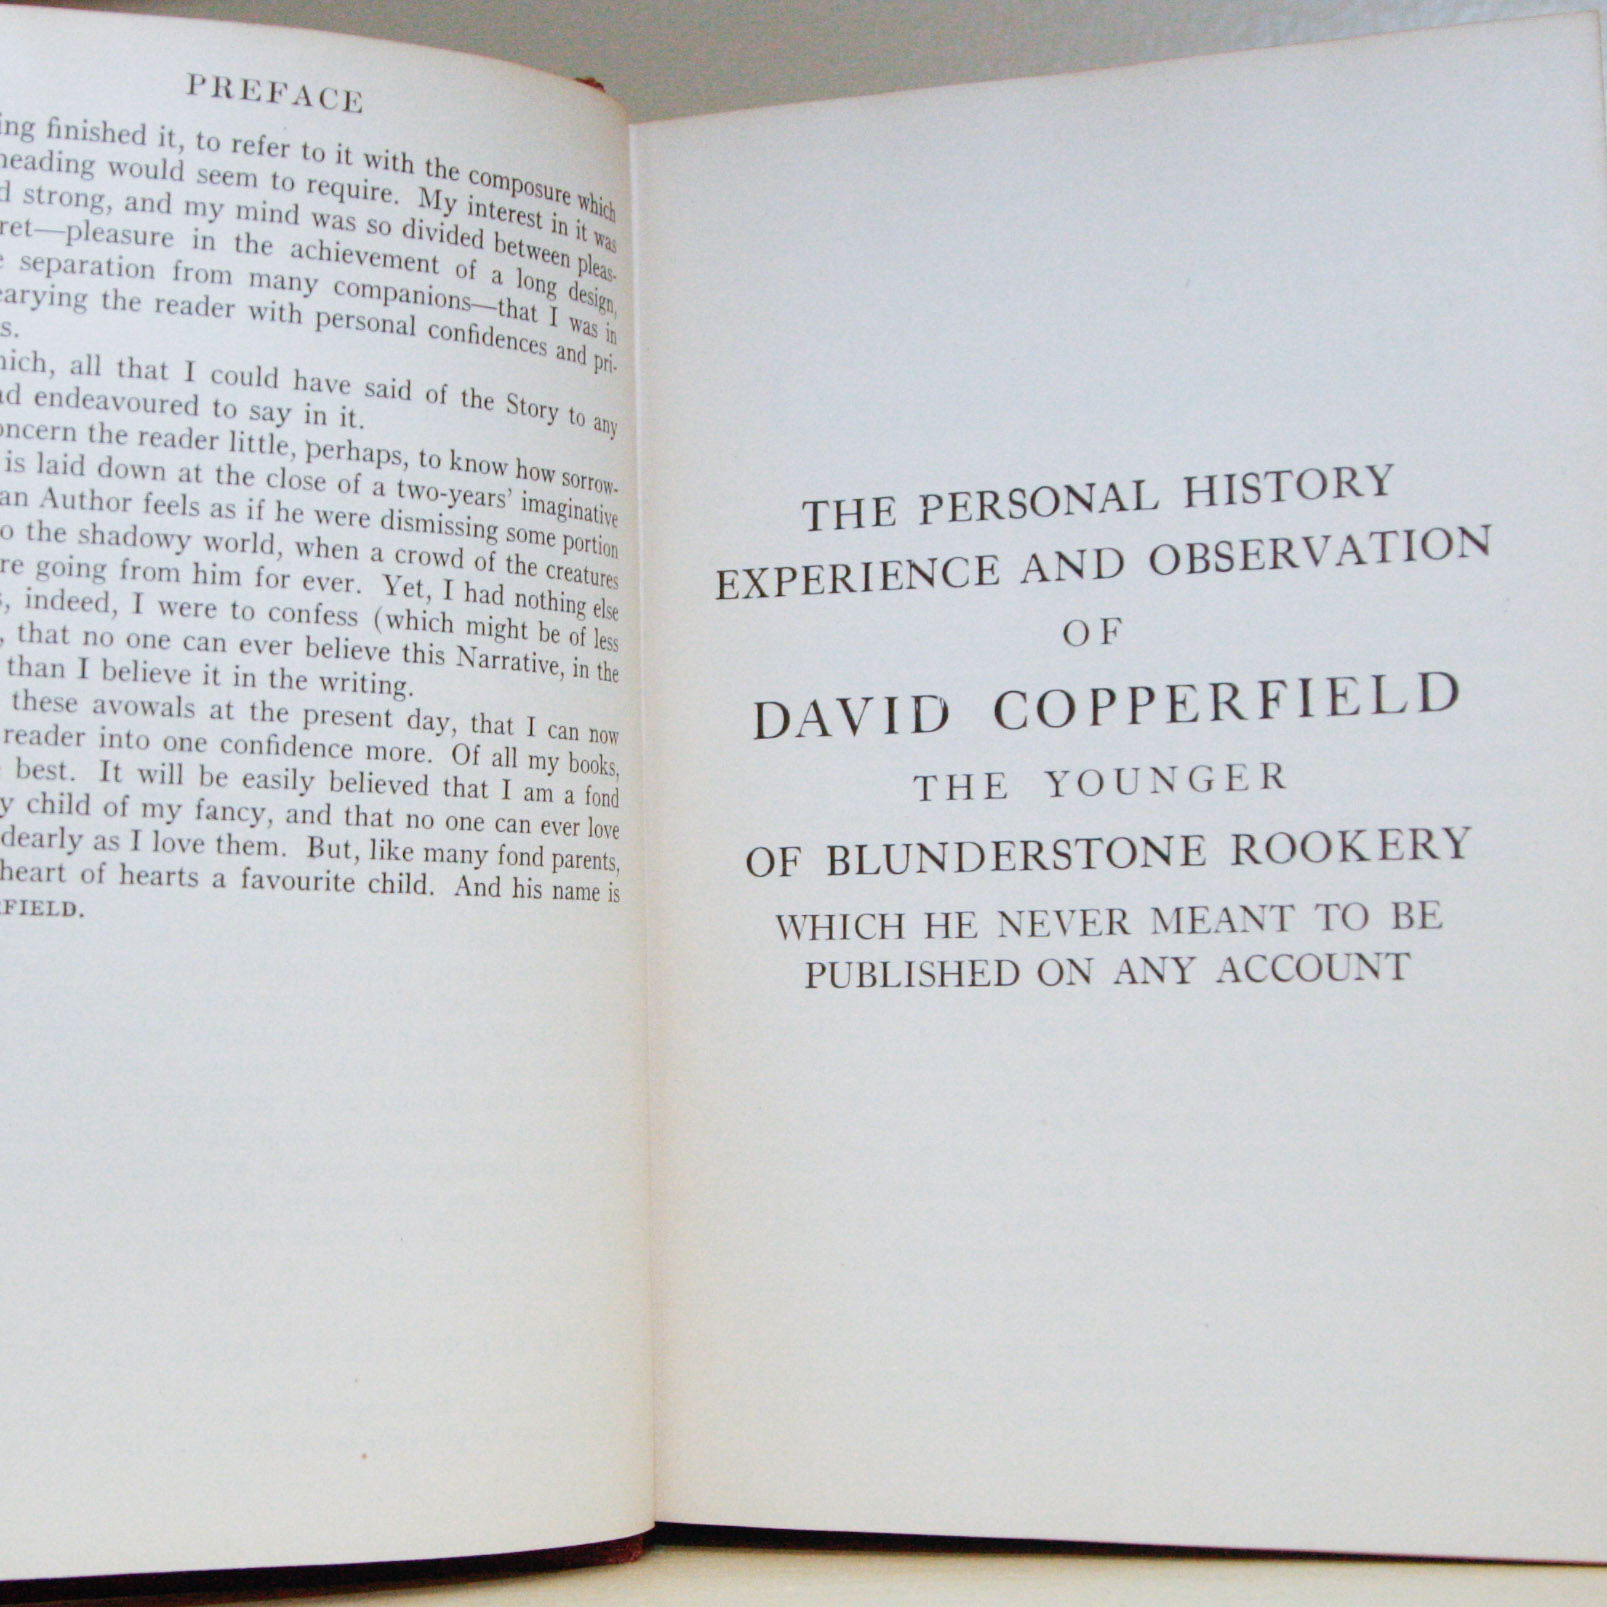 PREFACE
ing finished it, to refer to it with the composure which
heading would seem to require. My interest in it was
d strong, and my mind was so divided between pleas-
ret—pleasure in the achievement of a long design,
e separation from many companions—that I was in
earying the reader with personal confidences and pri-
s.
hich, all that I could have said of the Story to any
ad endeavoured to say in it.
oncern the reader little, perhaps, to know how sorrow-
is laid down at the close of a two-years' imaginative
an Author feels as if he were dismissing some portion
o the shadowy world, when a crowd of the creatures
re going from him for ever. Yet, I had nothing else
s, indeed, I were to confess (which might be of less
, that no one can ever believe this Narrative, in the
than I believe it in the writing.
these avowals at the present day, that I can now
reader into one confidence more. Of all my books,
best. It will be easily believed that I am a fond
y child of my fancy, and that no one can ever love
dearly as I love them. But, like many fond parents,
heart of hearts a favourite child. And his name is
RFIELD.
THE PERSONAL HISTORY
EXPERIENCE AND OBSERVATION
OF
DAVID COPPERFIELD
THE YOUNGER
OF BLUNDERSTONE ROOKERY
WHICH HE NEVER MEANT TO BE
PUBLISHED ON ANY ACCOUNT